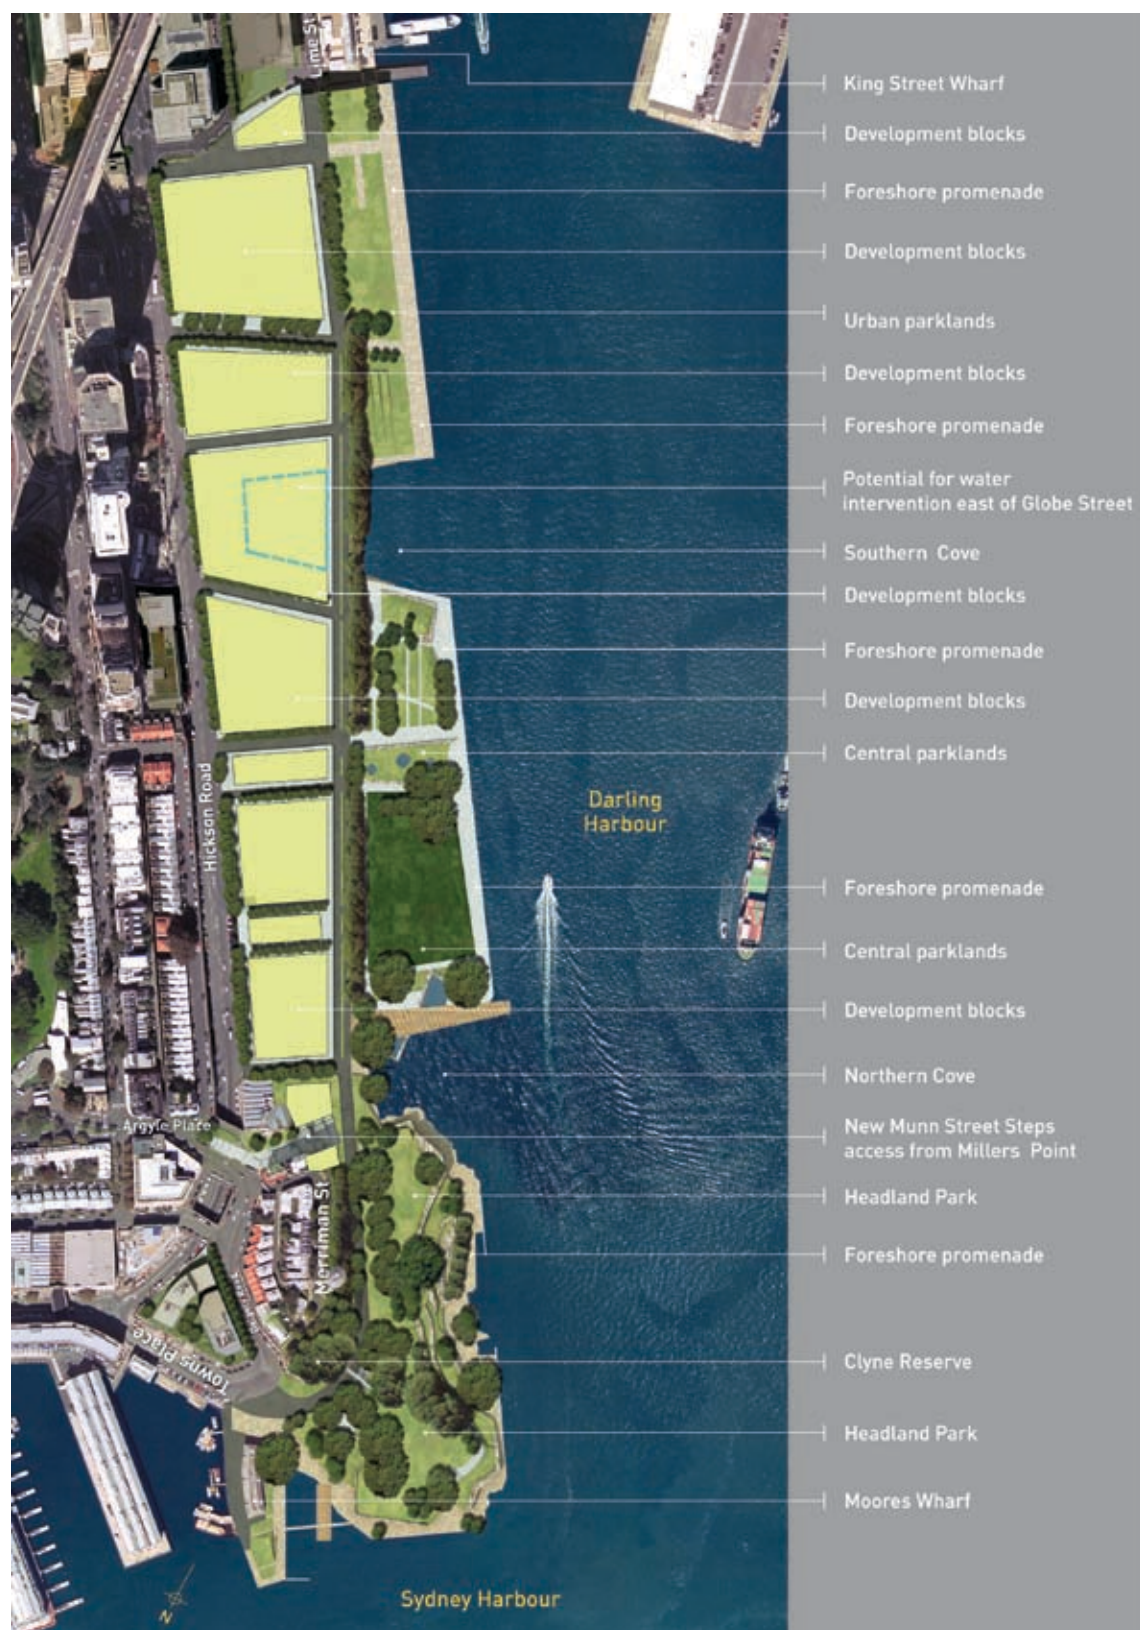 Lime St
King Street Wharf
Development blocks
Foreshore promenade
Development blocks
Urban parklands
Development blocks
Foreshore promenade
Potential for water
intervention east of Globe Street
Southern Cove
Development blocks
Foreshore promenade
Development blocks
Central parklands
Hickson Road
Darling
Harbour
Foreshore promenade
Central parklands
Development blocks
Northern Cove
Argyle Place
New Munn Street Steps
access from Millers Point
Headland Park
Merriman St
Foreshore promenade
Towns Place
Clyne Reserve
Headland Park
Moores Wharf
Sydney Harbour
N